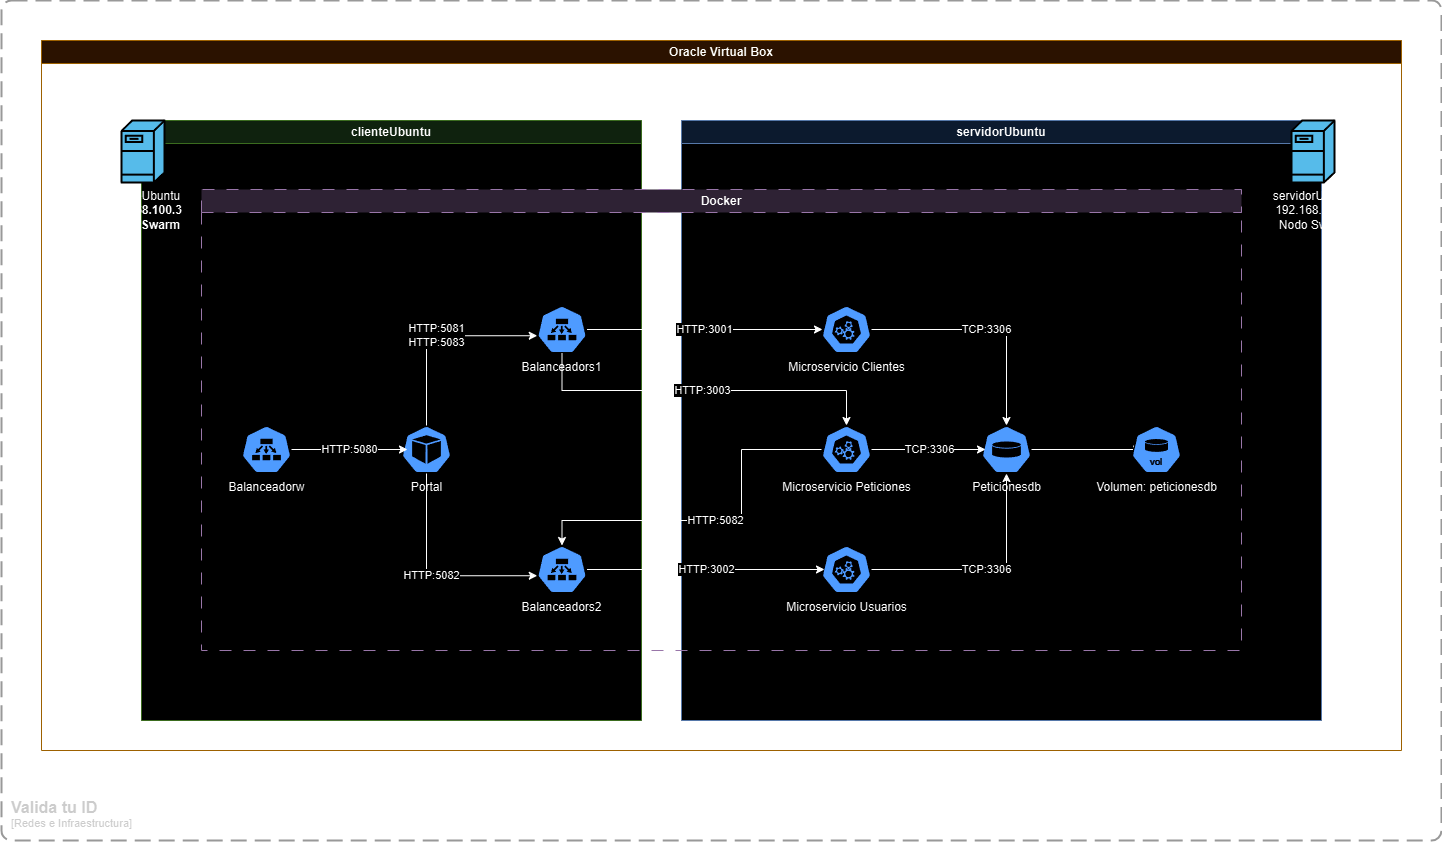 Oracle Virtual Box
clienteUbuntu
servidorUbuntu
Ubuntu
8.100.3
Swarm
servidorU
192.168.
Nodo Sw
Docker
HTTP:5081
HTTP:5083
Balanceadors1
HTTP:3001
Microservicio Clientes
TCP:3306
HTTP:3003
Balanceadorw
HTTP:5080
Portal
Microservicio Peticiones
TCP:3306
Peticionesdb
vol
Volumen: peticionesdb
HTTP:5082
HTTP:5082
Balanceadors2
HTTP:3002
Microservicio Usuarios
TCP:3306
Valida tu ID
[Redes e Infraestructura]